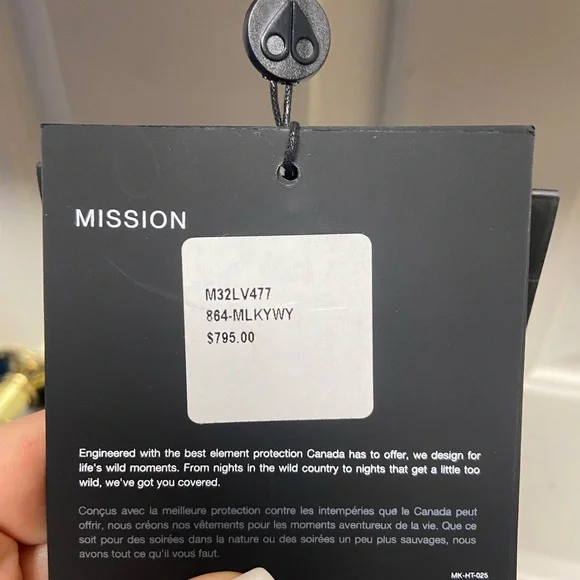 MISSION
M32LV477
864-MLKYWY
$795.00
Engineered with the best element protection Canada has to offer, we design for
life's wild moments. From nights in the wild country to nights that get a little too
wild, we've got you covered.
Conçus avec la meilleure protection contre les intempéries que le Canada peut
offrir, nous créons nos vêtements pour les moments aventureux de la vie. Que ce
soit pour des soirées dans la nature ou des soirées un peu plus sauvages, nous
avons tout ce qu'il vous faut.
MK-HT-025